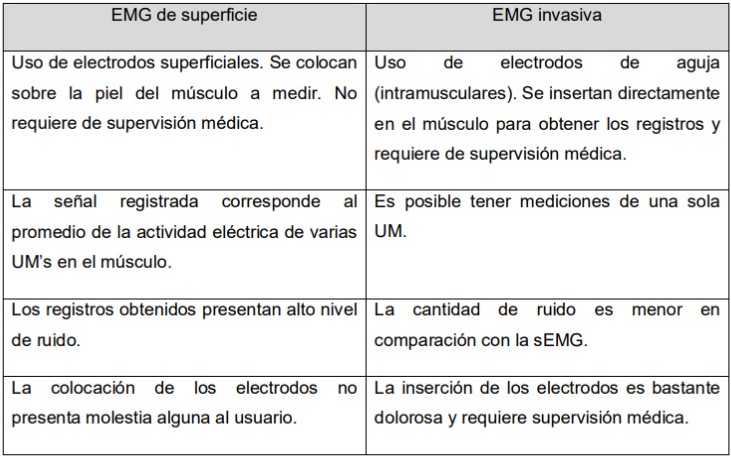 EMG de superficie
EMG invasiva
Uso de electrodos superficiales. Se colocan
sobre la piel del músculo a medir. No
requiere de supervisión médica.
Uso de electrodos de aguja
(intramusculares). Se insertan directamente
en el músculo para obtener los registros y
requiere de supervisión médica.
La señal registrada corresponde al
promedio de la actividad eléctrica de varias
UM's en el músculo.
Es posible tener mediciones de una sola
UM.
Los registros obtenidos presentan alto nivel
de ruido.
La cantidad de ruido es menor en
comparación con la sEMG.
La colocación de los electrodos no
presenta molestia alguna al usuario.
La inserción de los electrodos es bastante
dolorosa y requiere supervisión médica.